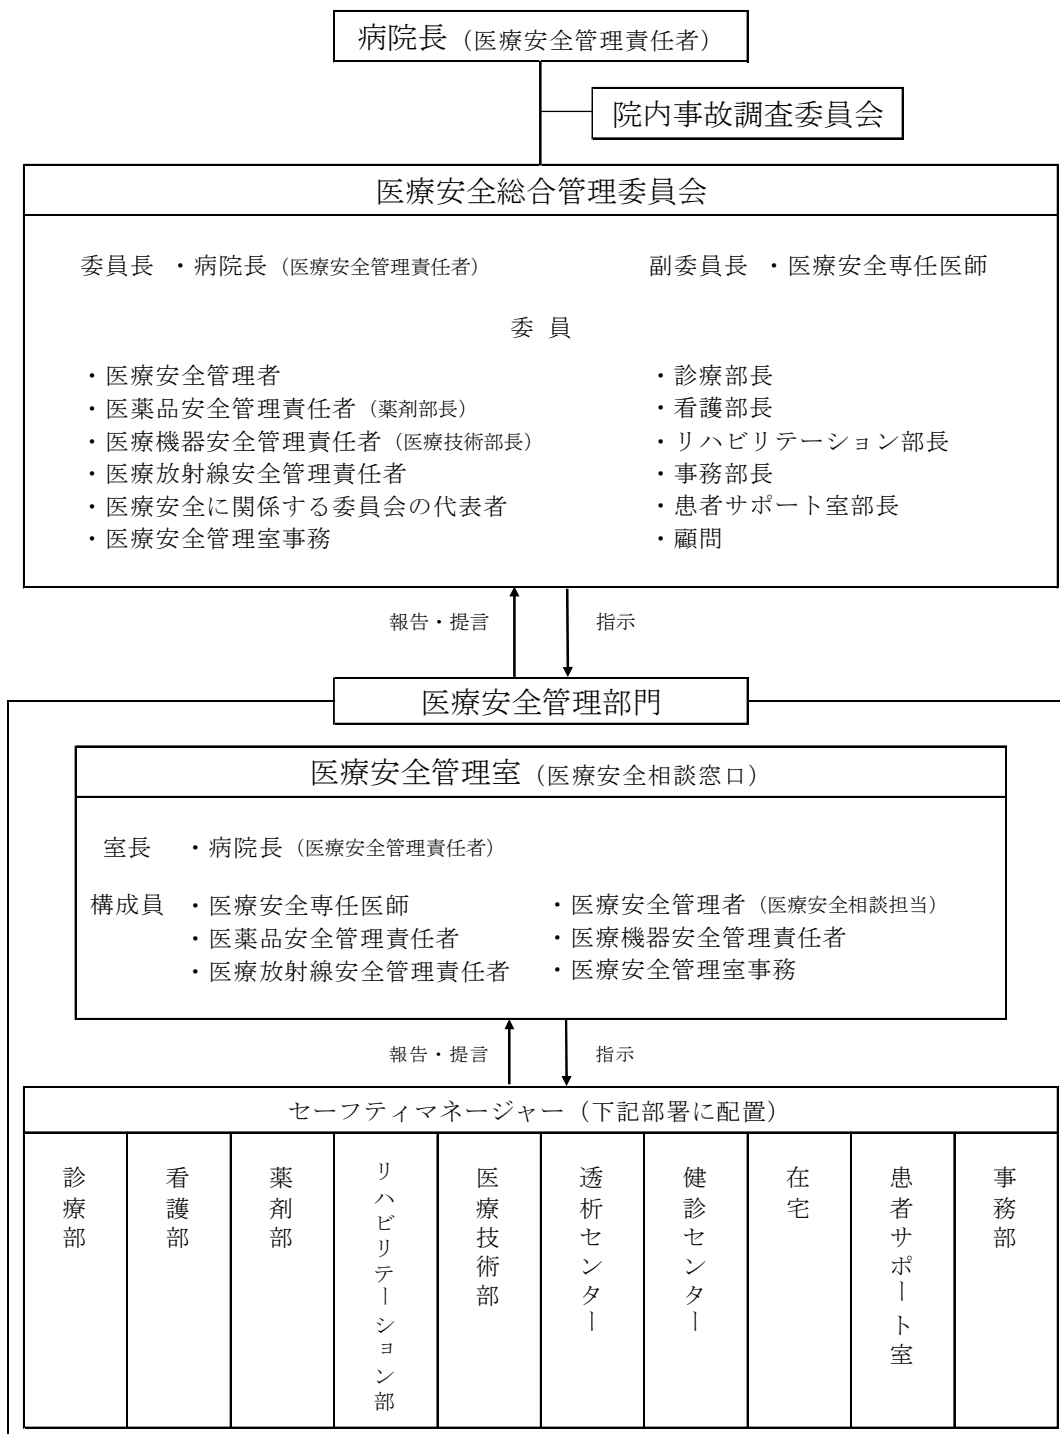 病院長（医療安全管理責任者）
院内事故調査委員会
医療安全総合管理委員会
委員長 ・病院長（医療安全管理責任者） 副委員長 ・医療安全専任医師
委 員
・医療安全管理者 ・診療部長
・医薬品安全管理責任者（薬剤部長） ・看護部長
・医療機器安全管理責任者（医療技術部長） ・リハビリテーション部長
・医療放射線安全管理責任者 ・事務部長
・医療安全に関係する委員会の代表者 ・患者サポート室部長
・医療安全管理室事務 ・顧問
報告・提言 指示
医療安全管理部門
医療安全管理室（医療安全相談窓口）
室長 ・病院長（医療安全管理責任者）
構成員 ・医療安全専任医師 ・医療安全管理者（医療安全相談担当）
・医薬品安全管理責任者 ・医療機器安全管理責任者
・医療放射線安全管理責任者 ・医療安全管理室事務
報告・提言 指示
セーフティマネージャー（下記部署に配置）
診療部
看護部
薬剤部
リハビリテーション部
医療技術部
透析センター
健診センター
在宅
患者サポート室
事務部